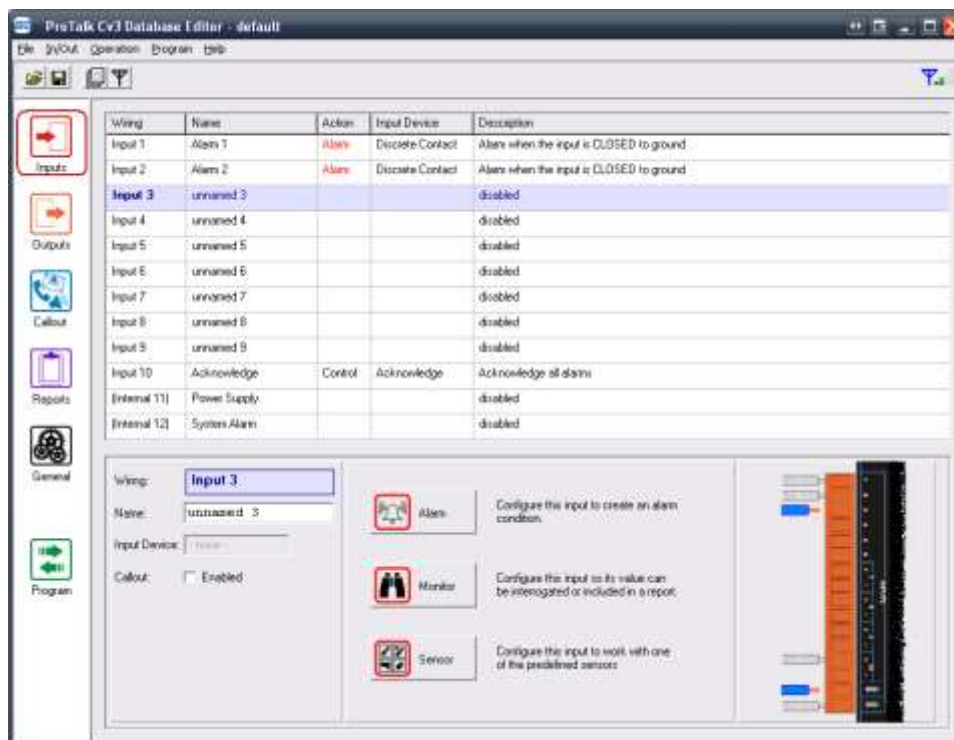 ProTalk Cv3 Database Editor - default
File In/Out Operation Program Help
Wiring Name Action Input Device Description
Input 1 Alarm 1 Alarm Discrete Contact Alarm when the input is CLOSED to ground
Input 2 Alarm 2 Alarm Discrete Contact Alarm when the input is CLOSED to ground
Input 3 unnamed 3 disabled
Input 4 unnamed 4 disabled
Input 5 unnamed 5 disabled
Input 6 unnamed 6 disabled
Input 7 unnamed 7 disabled
Input 8 unnamed 8 disabled
Input 9 unnamed 9 disabled
Input 10 Acknowledge Control Acknowledge Acknowledge all alarms
(Internal 11) Power Supply disabled
(Internal 12) System Alarm disabled
Inputs
Outputs
Callout
Reports
General
Program
Wiring: Input 3
Name: unnamed 3
Input Device: none
Callout: Enabled
Alarm Configure this input to create an alarm
condition.
Monitor Configure this input so its value can
be interrogated or included in a report.
Sensor Configure this input to work with one
of the predefined sensors